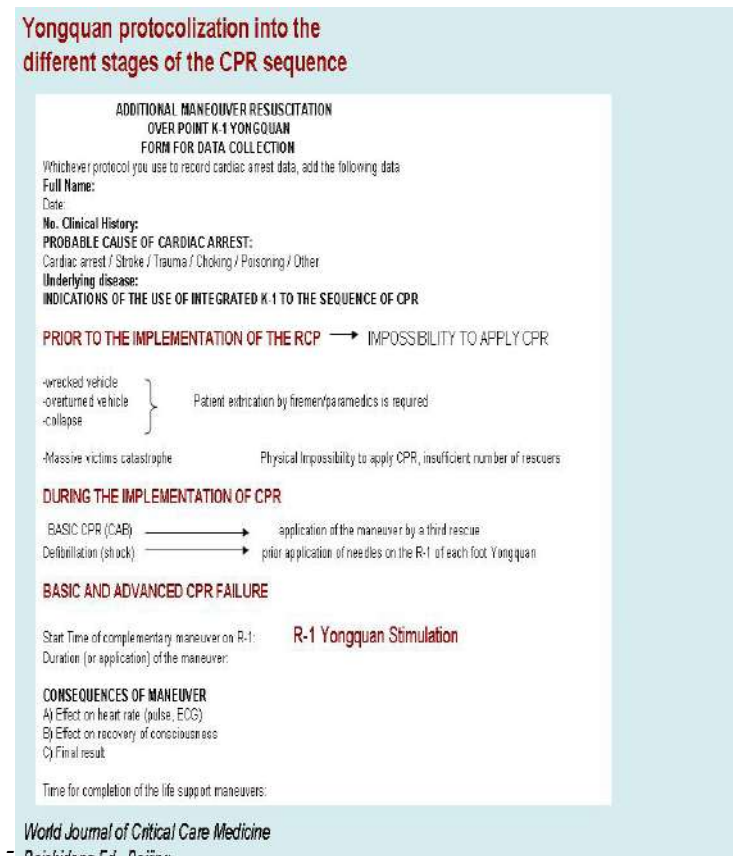 Yongquan protocolization into the
different stages of the CPR sequence
ADDITIONAL MANEOUVER RESUSCITATION
OVER POINT K-1 YONGQUAN
FORM FOR DATA COLLECTION
Whichever protocol you use to record cardiac arrest data, add the following data
Full Name:
Date:
No. Clinical History:
PROBABLE CAUSE OF CARDIAC ARREST:
Cardiac arrest / Stroke / Trauma / Choking / Poisoning / Other
Underlying disease:
INDICATIONS OF THE USE OF INTEGRATED K-1 TO THE SEQUENCE OF CPR
PRIOR TO THE IMPLEMENTATION OF THE RCP → IMPOSSIBILITY TO APPLY CPR
-wrecked vehicle
-overturned vehicle
-collapse
Patient extrication by firemen/paramedics is required
-Massive victims catastrophe Physical Impossibility to apply CPR, insufficient number of rescuers
DURING THE IMPLEMENTATION OF CPR
BASIC CPR (CAB) → application of the maneuver by a third rescue
Defibrillation (shock) → prior application of needles on the R-1 of each foot Yongquan
BASIC AND ADVANCED CPR FAILURE
Start Time of complementary maneuver on R-1: R-1 Yongquan Stimulation
Duration (or application) of the maneuver:
CONSEQUENCES OF MANEUVER
A) Effect on heart rate (pulse, ECG)
B) Effect on recovery of consciousness
C) Final result
Time for completion of the life support maneuvers:
World Journal of Critical Care Medicine